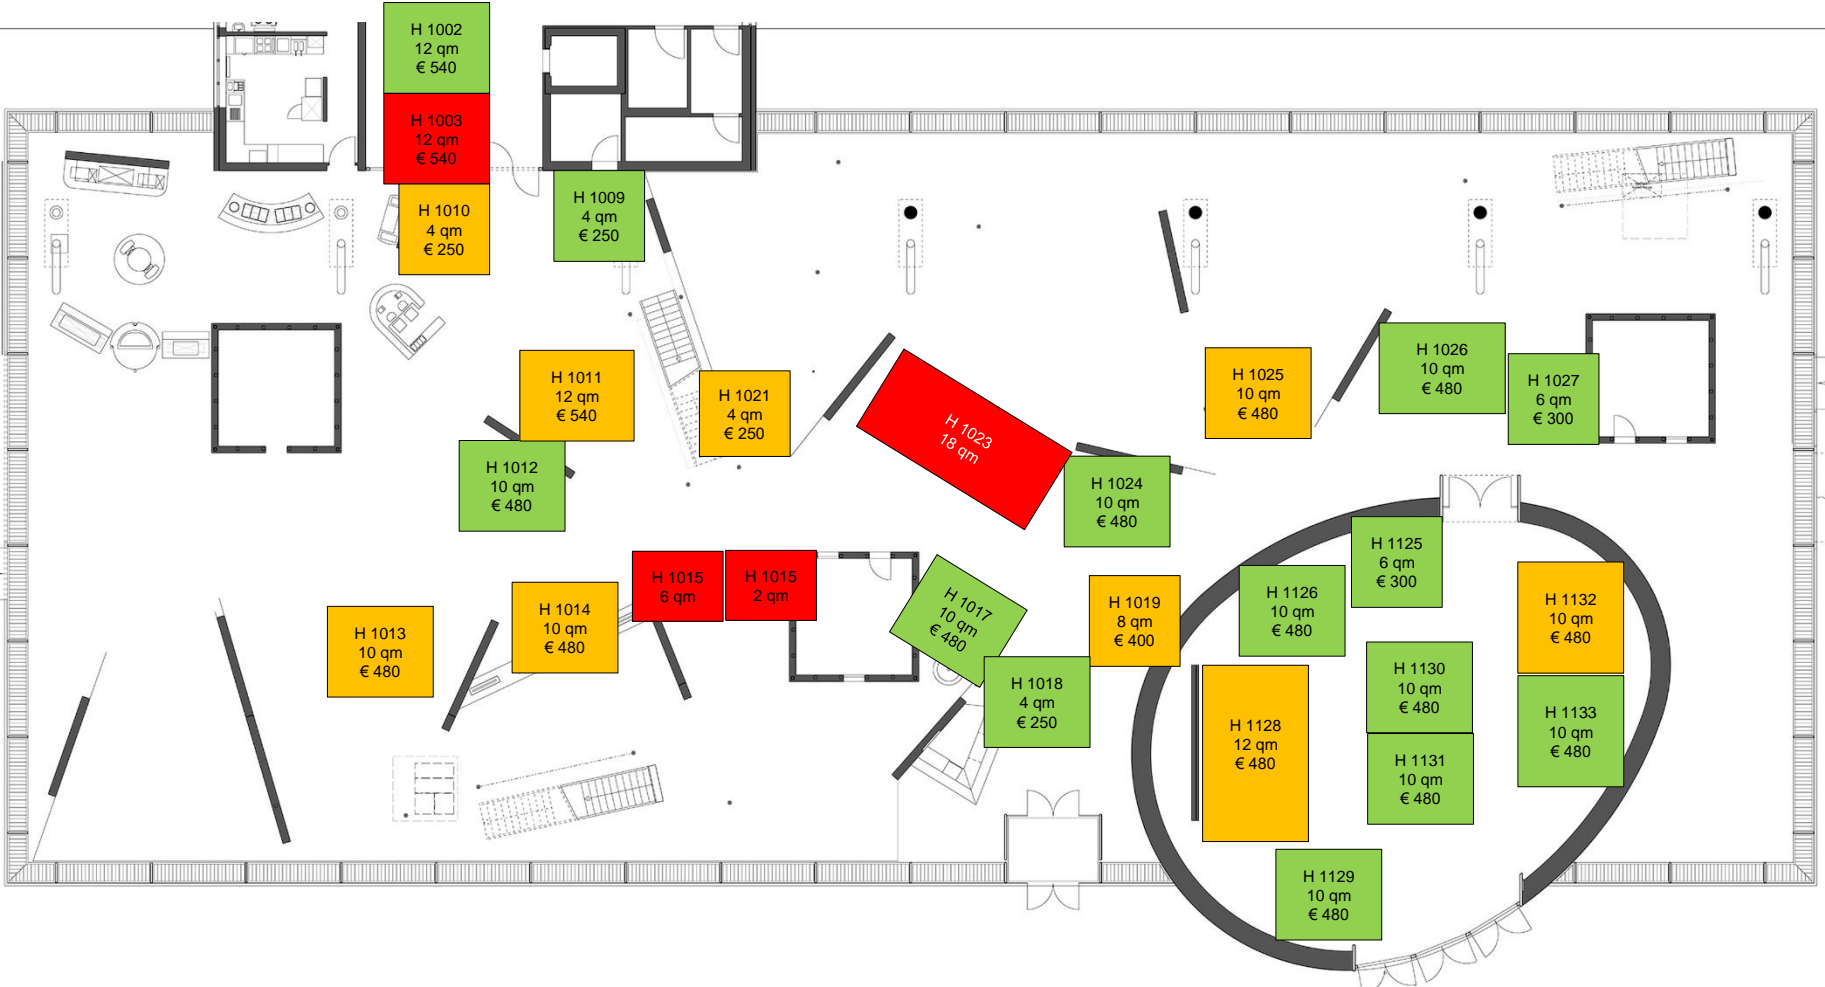 H 1002
12 qm
€ 540
H 1003
12 qm
€ 540
H 1010
4 qm
€ 250
H 1009
4 qm
€ 250
H 1011
12 qm
€ 540
H 1012
10 qm
€ 480
H 1021
4 qm
€ 250
H 1023
18 qm
H 1024
10 qm
€ 480
H 1025
10 qm
€ 480
H 1026
10 qm
€ 480
H 1027
6 qm
€ 300
H 1013
10 qm
€ 480
H 1014
10 qm
€ 480
H 1015
6 qm
H 1015
2 qm
H 1017
10 qm
€ 480
H 1018
4 qm
€ 250
H 1019
8 qm
€ 400
H 1125
6 qm
€ 300
H 1126
10 qm
€ 480
H 1132
10 qm
€ 480
H 1130
10 qm
€ 480
H 1128
12 qm
€ 480
H 1133
10 qm
€ 480
H 1131
10 qm
€ 480
H 1129
10 qm
€ 480